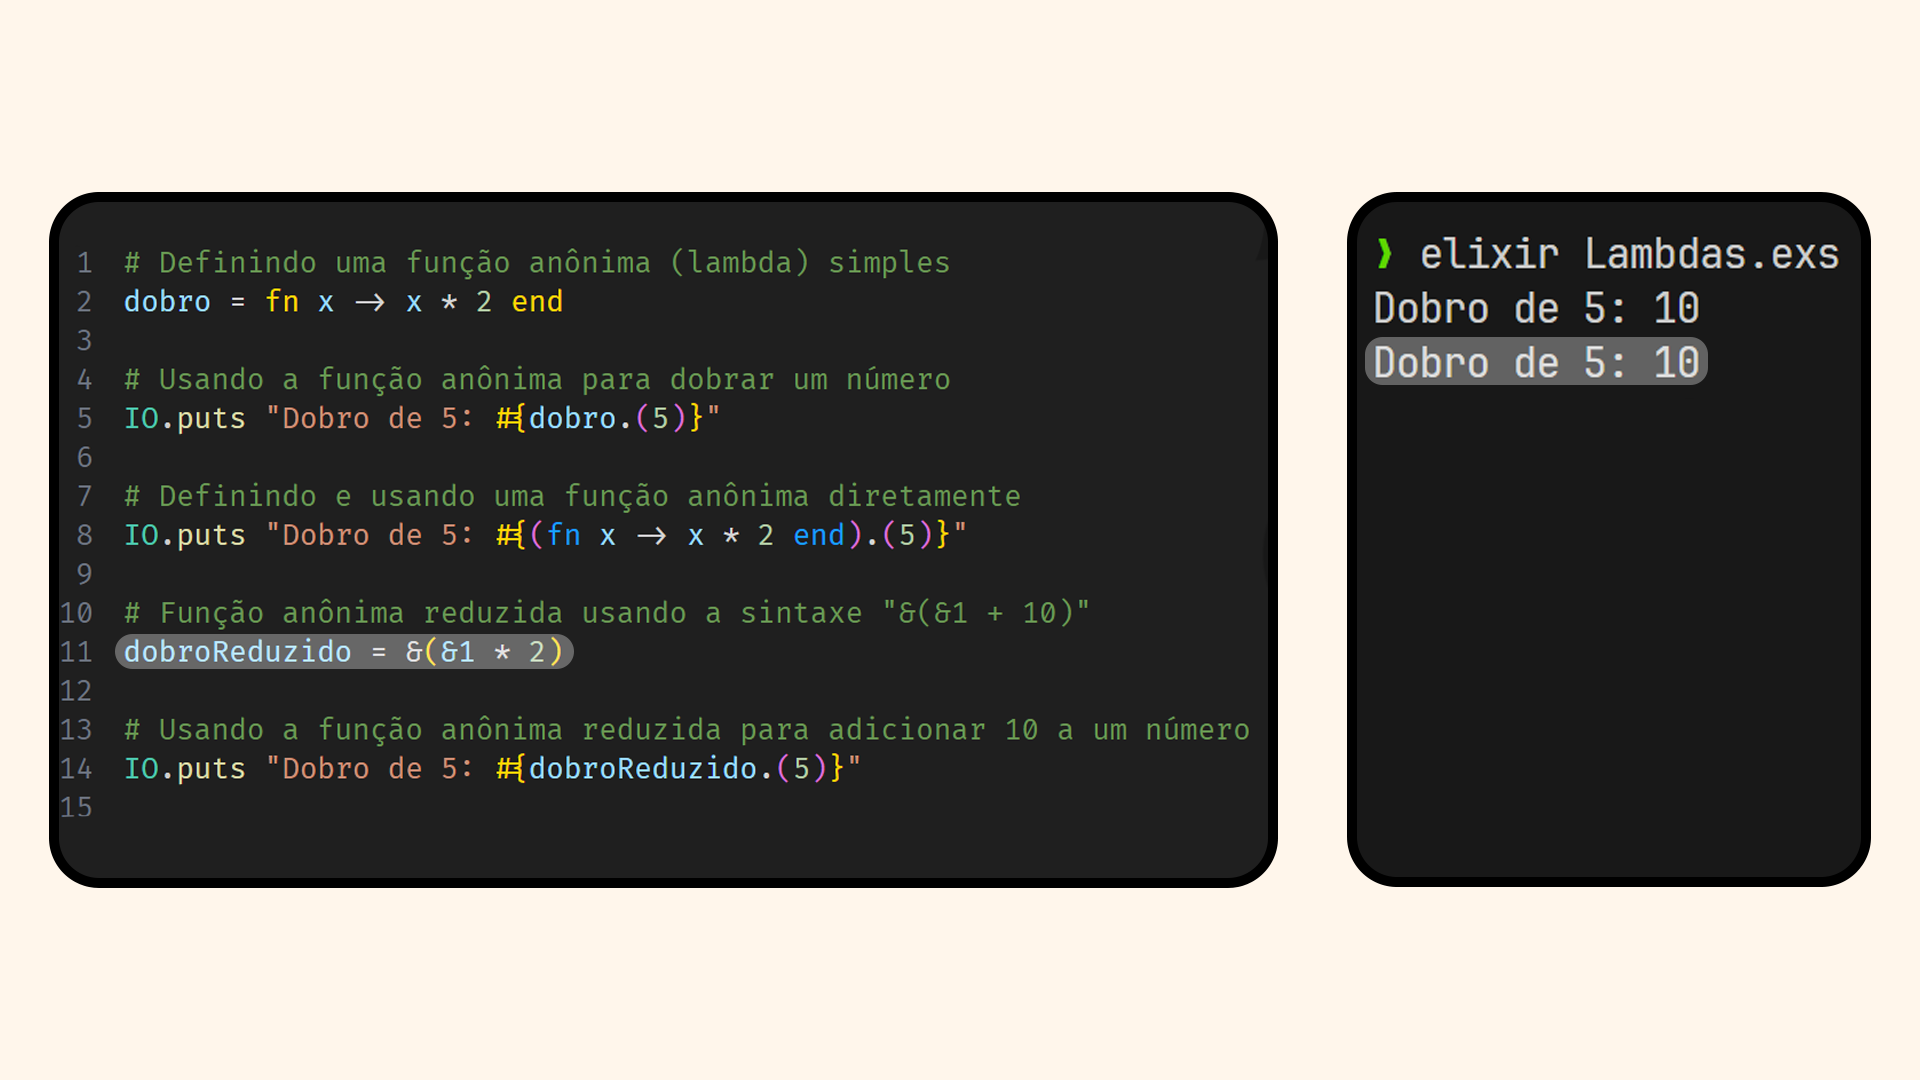 1 # Definindo uma função anônima (lambda) simples
2 dobro = fn x -> x * 2 end
3
4 # Usando a função anônima para dobrar um número
5 IO.puts "Dobro de 5: #{dobro.(5)}"
6
7 # Definindo e usando uma função anônima diretamente
8 IO.puts "Dobro de 5: #{(fn x -> x * 2 end).(5)}"
9
10 # Função anônima reduzida usando a sintaxe "&(&1 + 10)"
11 dobroReduzido = &(&1 * 2)
12
13 # Usando a função anônima reduzida para adicionar 10 a um número
14 IO.puts "Dobro de 5: #{dobroReduzido.(5)}"
15
❯ elixir Lambdas.exs
Dobro de 5: 10
Dobro de 5: 10